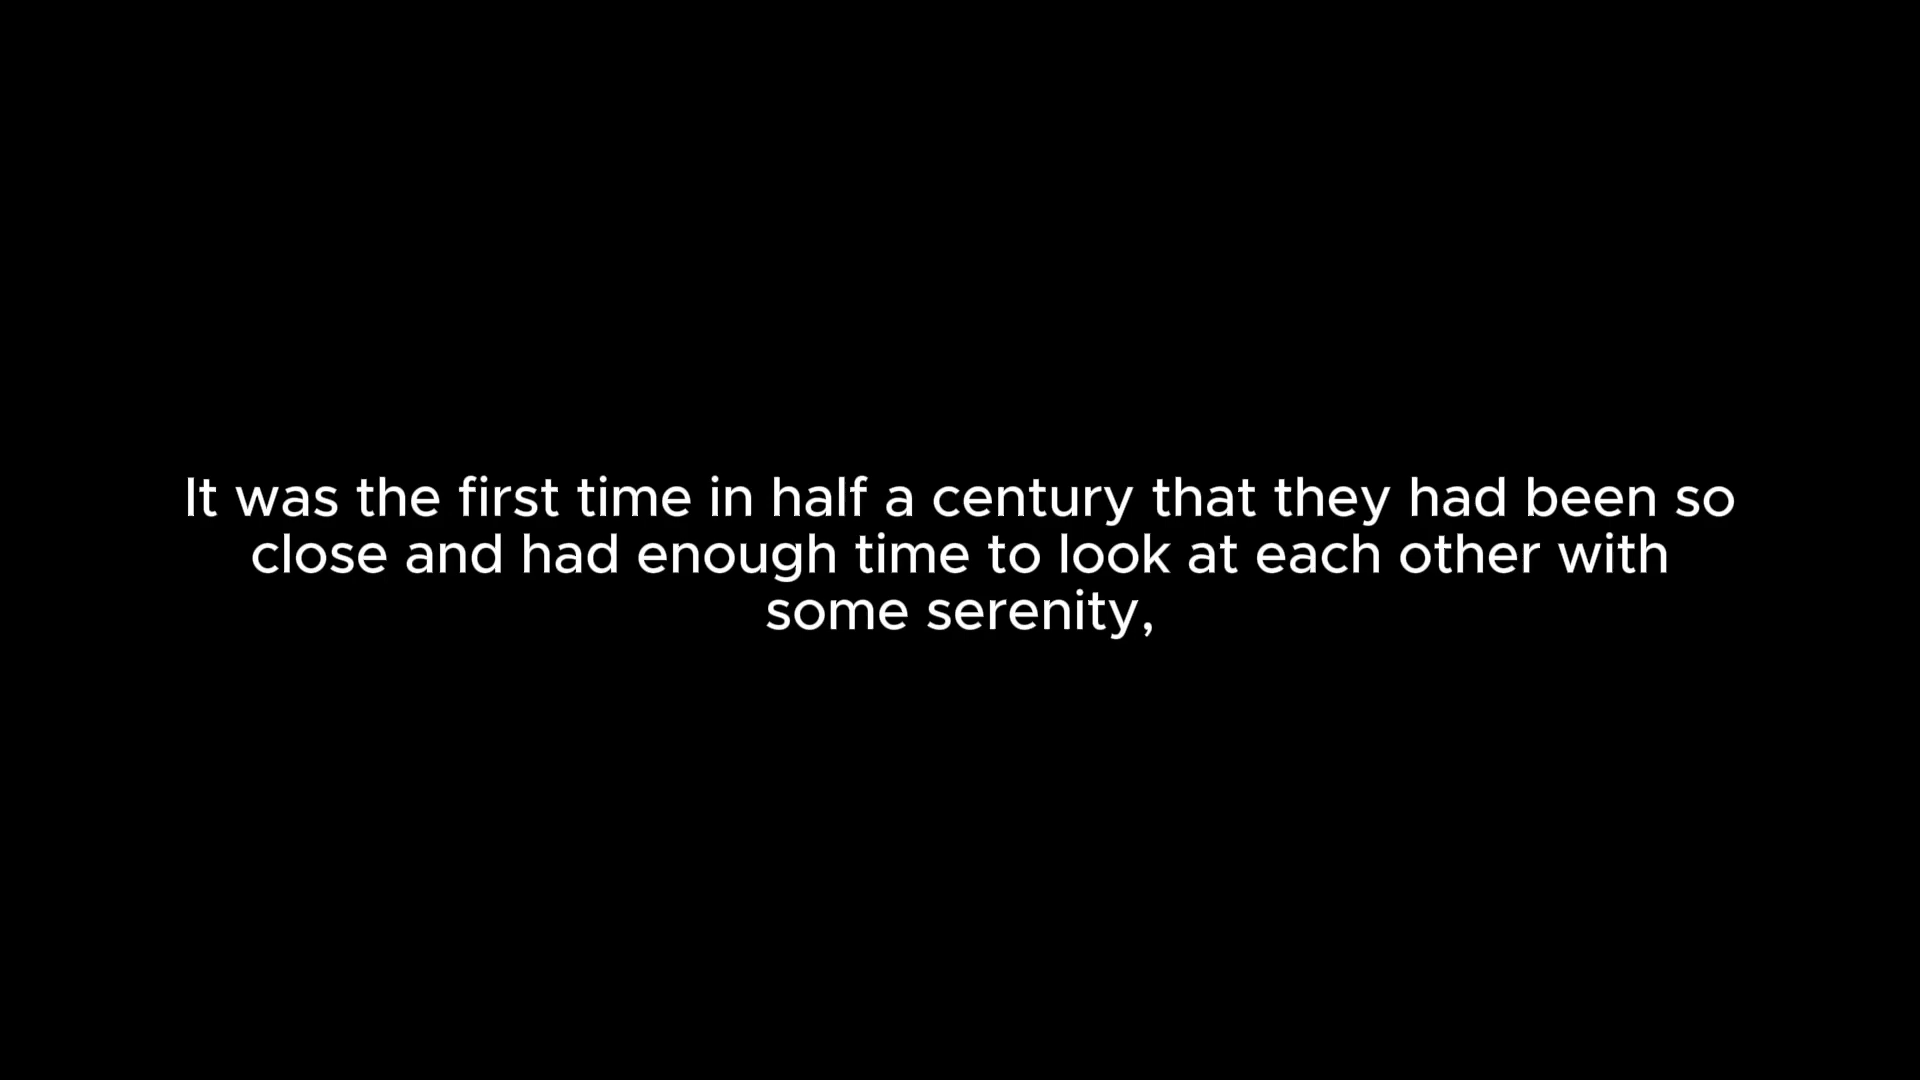 It was the first time in half a century that they had been so
close and had enough time to look at each other with
some serenity,